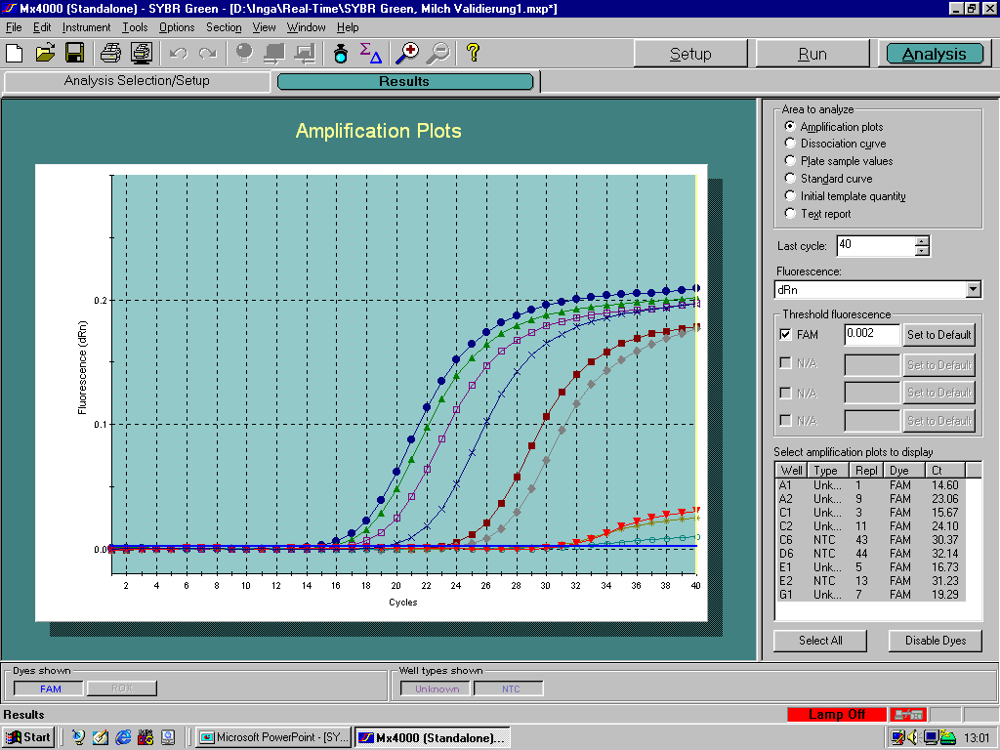 Mx4000 (Standalone) - SYBR Green - [D:\Inga\Real-Time\SYBR Green, Milch Validierung1.mxp*]
File Edit Instrument Tools Options Section View Window Help
Setup Run Analysis
Analysis Selection/Setup Results
Amplification Plots
Fluorescence (dRn)
0.2
0.1
0.0
2 4 6 8 10 12 14 16 18 20 22 24 26 28 30 32 34 36 38 40
Cycles
Area to analyze
Amplification plots
Dissociation curve
Plate sample values
Standard curve
Initial template quantity
Text report
Last cycle: 40
Fluorescence:
dRn
Threshold fluorescence
FAM 0.002 Set to Default
N/A Set to Default
N/A Set to Default
N/A Set to Default
Select amplification plots to display
Well Type Repl Dye Ct
A1 Unk... 1 FAM 14.60
A2 Unk... 9 FAM 23.06
C1 Unk... 3 FAM 15.67
C2 Unk... 11 FAM 24.10
C6 NTC 43 FAM 30.37
D6 NTC 44 FAM 32.14
E1 Unk... 5 FAM 16.73
E2 NTC 13 FAM 31.23
G1 Unk... 7 FAM 19.29
Select All Disable Dyes
Dyes shown
FAM ROX
Well types shown
Unknown NTC
Results Lamp Off
Start Microsoft PowerPoint - [SY... Mx4000 (Standalone)... 13:01